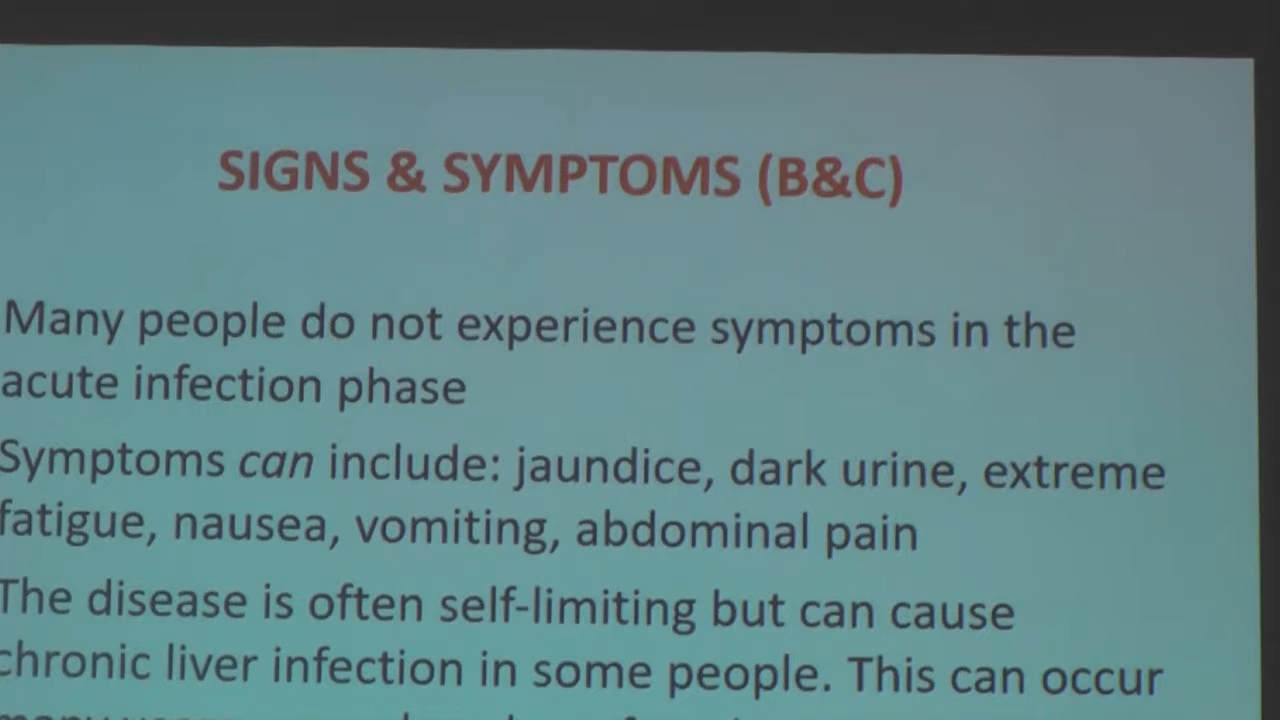 SIGNS & SYMPTOMS (B&C)
Many people do not experience symptoms in the
acute infection phase
Symptoms can include: jaundice, dark urine, extreme
fatigue, nausea, vomiting, abdominal pain
The disease is often self-limiting but can cause
chronic liver infection in some people. This can occur